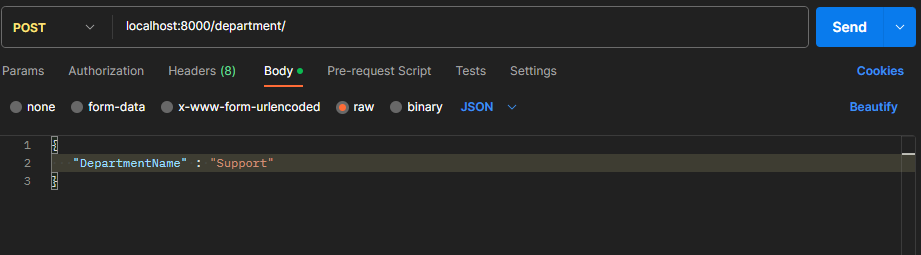 POST localhost:8000/department/ Send
Params Authorization Headers (8) Body Pre-request Script Tests Settings Cookies
none form-data x-www-form-urlencoded raw binary JSON Beautify
1 {
2 "DepartmentName" : "Support"
3 }